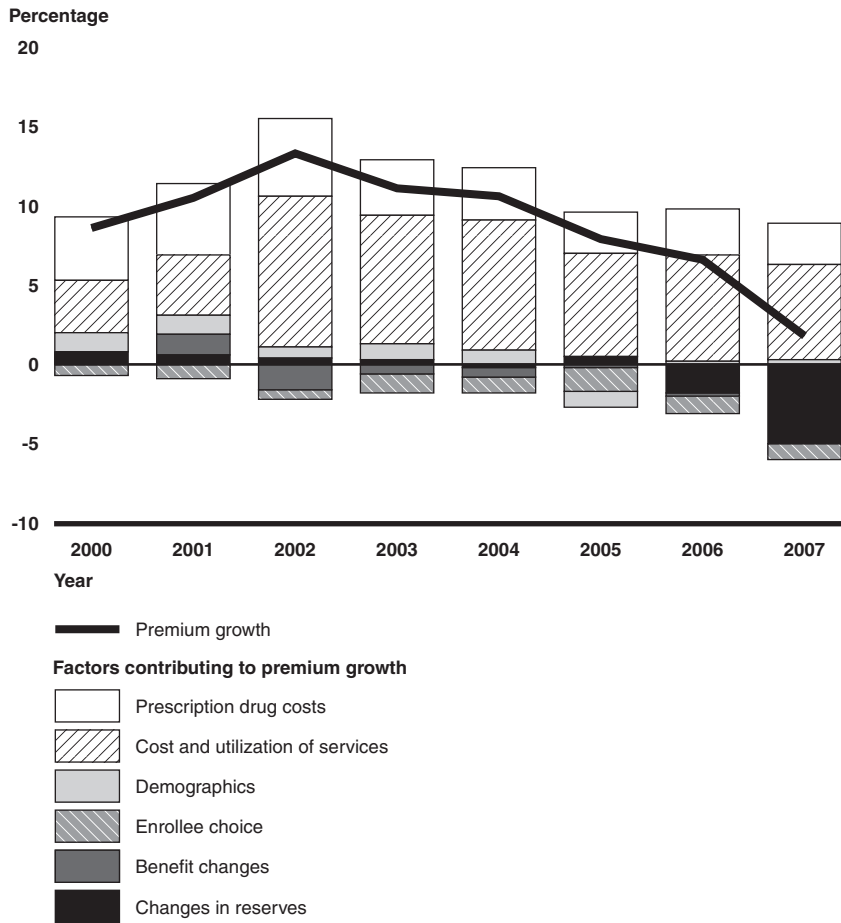 Percentage
20
15
10
5
0
-5
-10
2000 2001 2002 2003 2004 2005 2006 2007
Year
Premium growth
Factors contributing to premium growth
Prescription drug costs
Cost and utilization of services
Demographics
Enrollee choice
Benefit changes
Changes in reserves